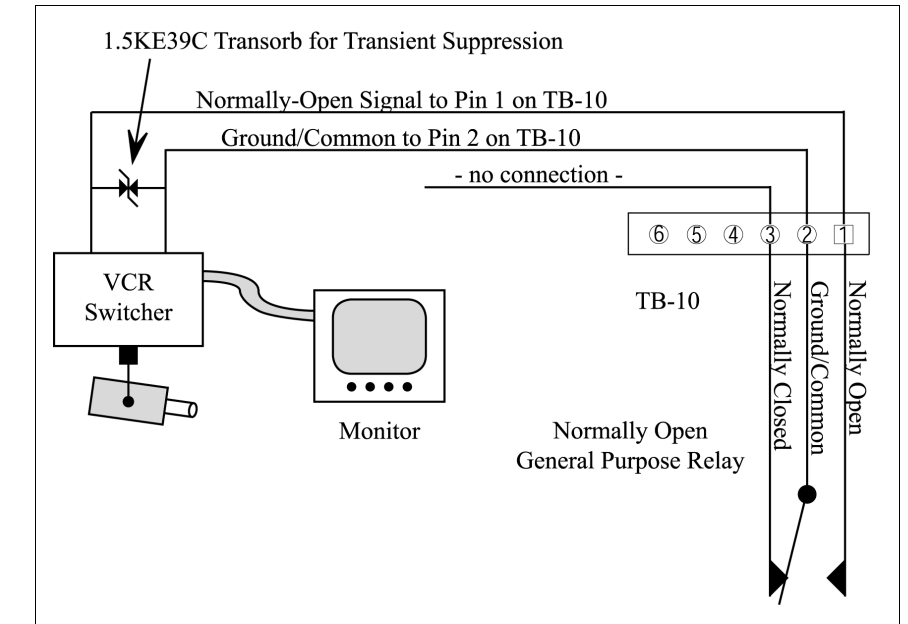 1.5KE39C Transorb for Transient Suppression
Normally-Open Signal to Pin 1 on TB-10
Ground/Common to Pin 2 on TB-10
- no connection -
6 5 4 3 2 1
VCR
Switcher
TB-10
Normally Closed
Ground/Common
Normally Open
Monitor
Normally Open
General Purpose Relay